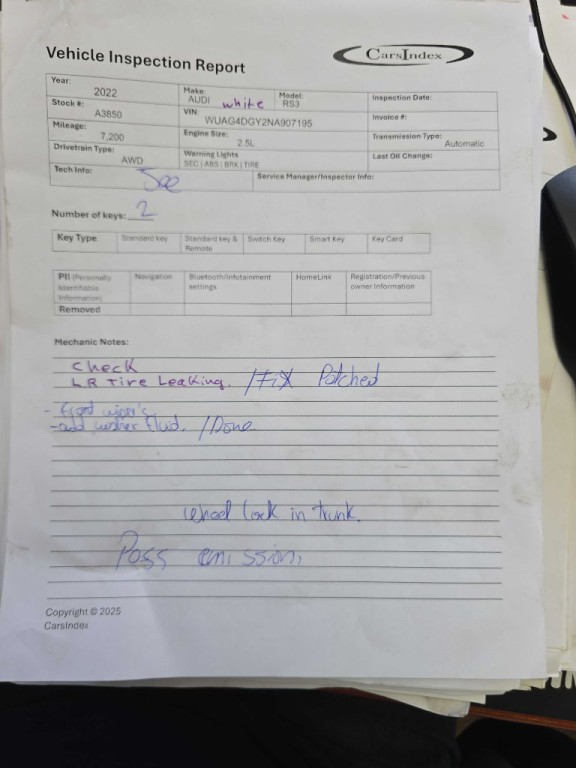 Vehicle Inspection Report
CarsIndex
Year: 2022 Make: AUDI white Model: RS3 Inspection Date:
Stock #: A3850 VIN: WUAG4DGY2NA907195 Invoice #:
Mileage: 7,200 Engine Size: 2.5L Transmission Type: Automatic
Drivetrain Type: AWD Warning Lights SEC | ABS | BRK | TIRE Last Oil Change:
Tech Info: Joe Service Manager/Inspector Info:
Number of keys: 2
Key Type Standard key Standard key & Remote Switch Key Smart Key Key Card
PII (Personally Identifiable Information) Navigation Bluetooth/Infotainment settings HomeLink Registration/Previous owner Information
Removed
Mechanic Notes:
Check
LR Tire Leaking. /Fix Patched
- front wiper's
- add washer fluid. /Done
wheel lock in trunk.
Pass emission,
Copyright © 2025
CarsIndex